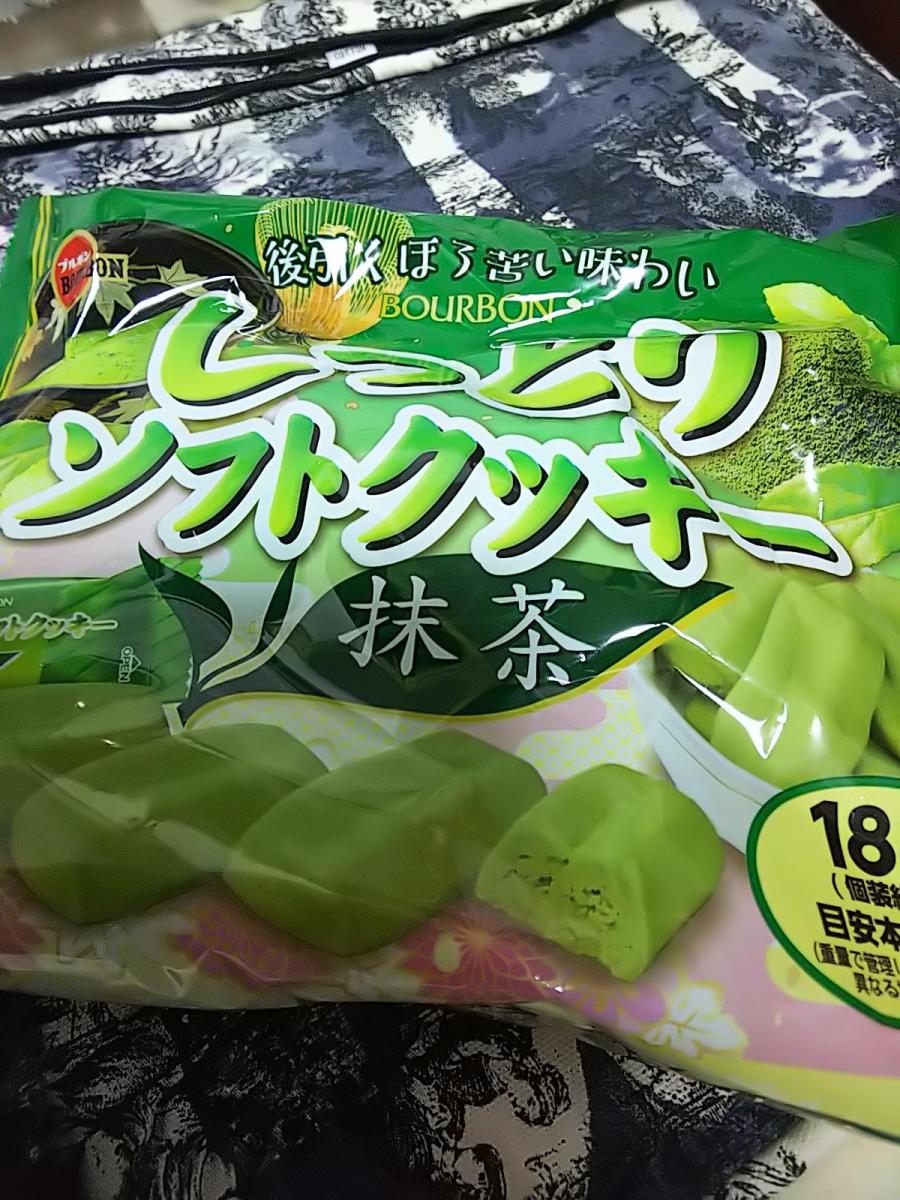 後引くほろ苦い味わい
ブルボン
BOURBON
BOURBON
しっとり
ソフトクッキー
抹茶
トクッキー
OPEN
18
(個装
目安本
(重量で管理し
異なる